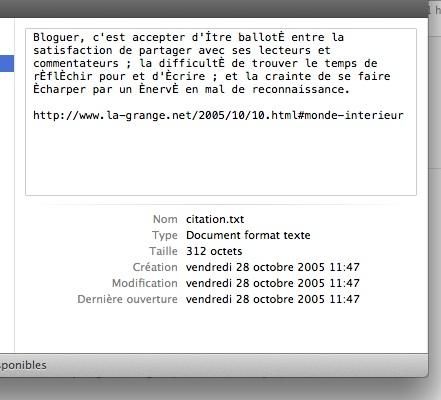 1 h
Bloguer, c'est accepter d'Ítre ballotÈ entre la
satisfaction de partager avec ses lecteurs et
commentateurs ; la difficultÈ de trouver le temps de
rÈflÈchir pour et d'Ècrire ; et la crainte de se faire
Ècharper par un ÈnervÈ en mal de reconnaissance.
http://www.la-grange.net/2005/10/10.html#monde-interieur
Nom citation.txt
Type Document format texte
Taille 312 octets
Création vendredi 28 octobre 2005 11:47
Modification vendredi 28 octobre 2005 11:47
Dernière ouverture vendredi 28 octobre 2005 11:47
sponibles